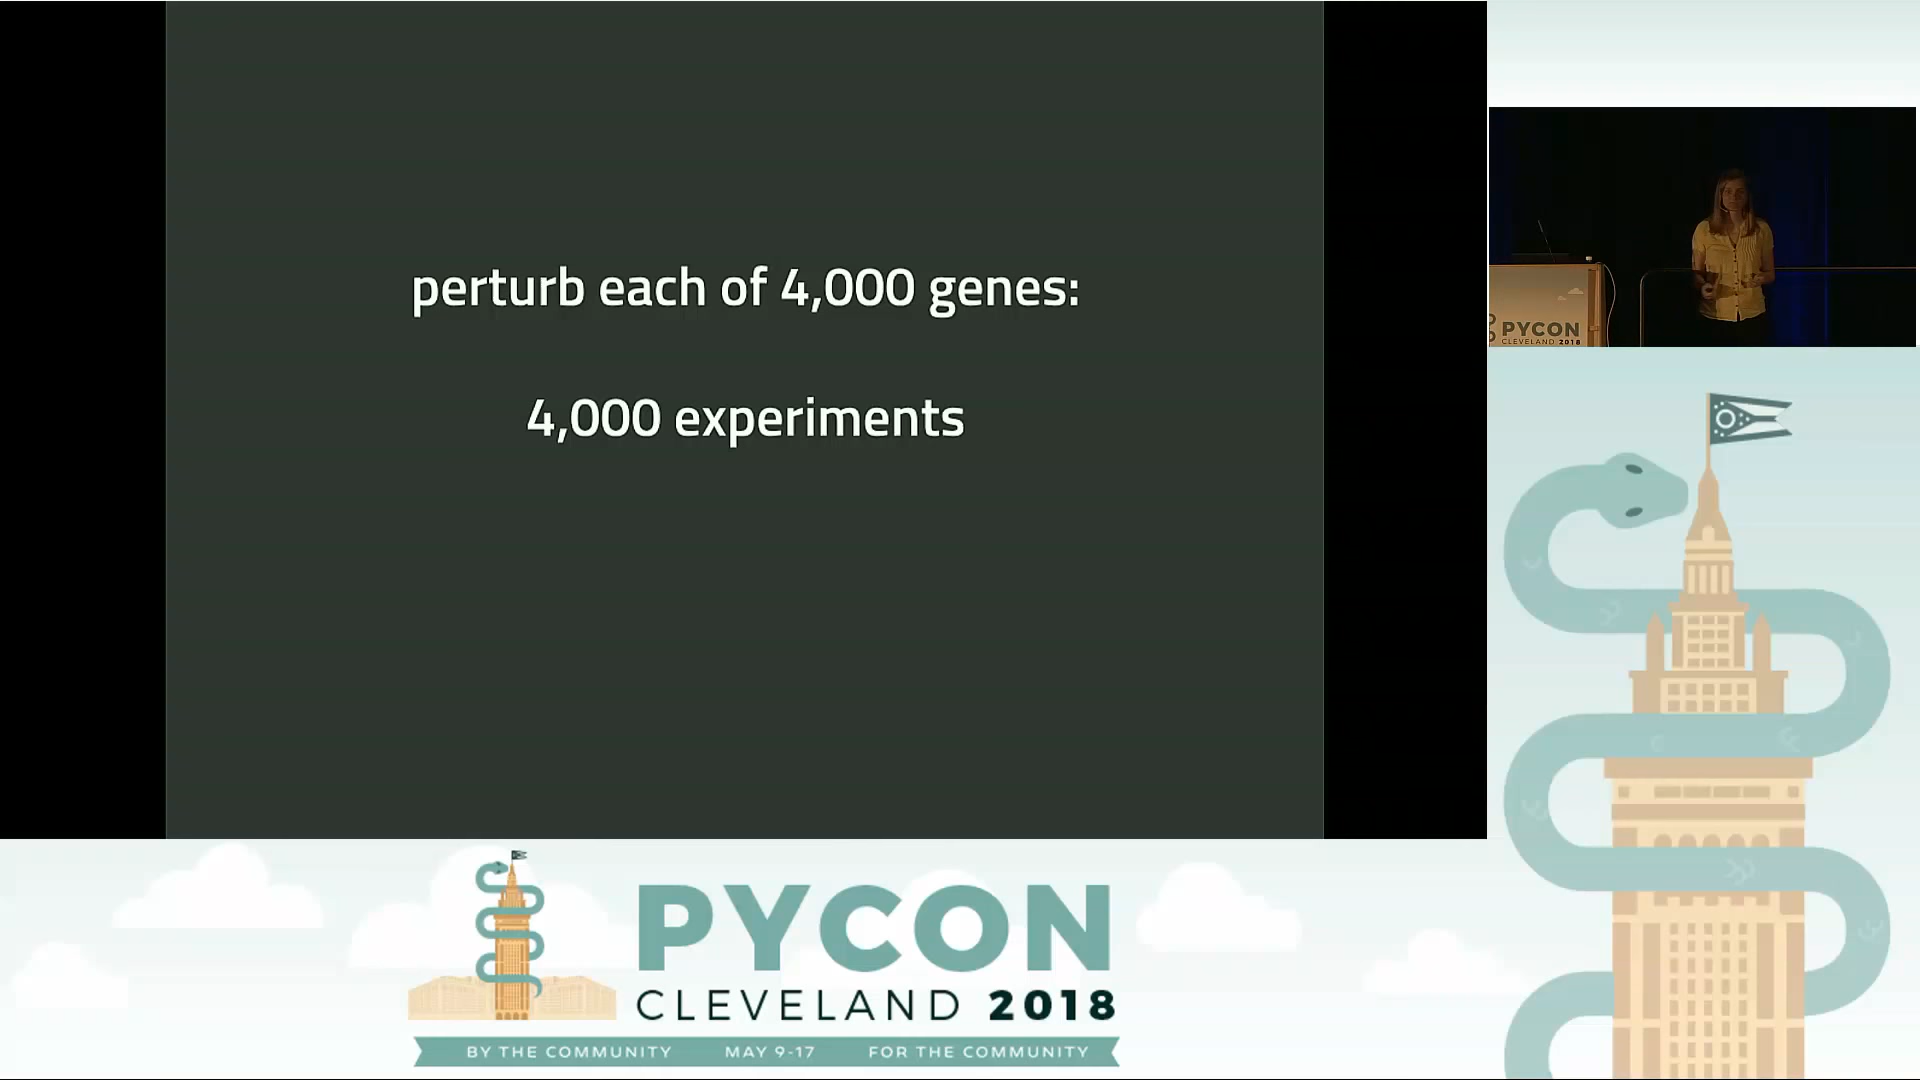 perturb each of 4,000 genes:
4,000 experiments
PYCON
CLEVELAND 2018
PYCON
CLEVELAND 2018
BY THE COMMUNITY MAY 9-17 FOR THE COMMUNITY